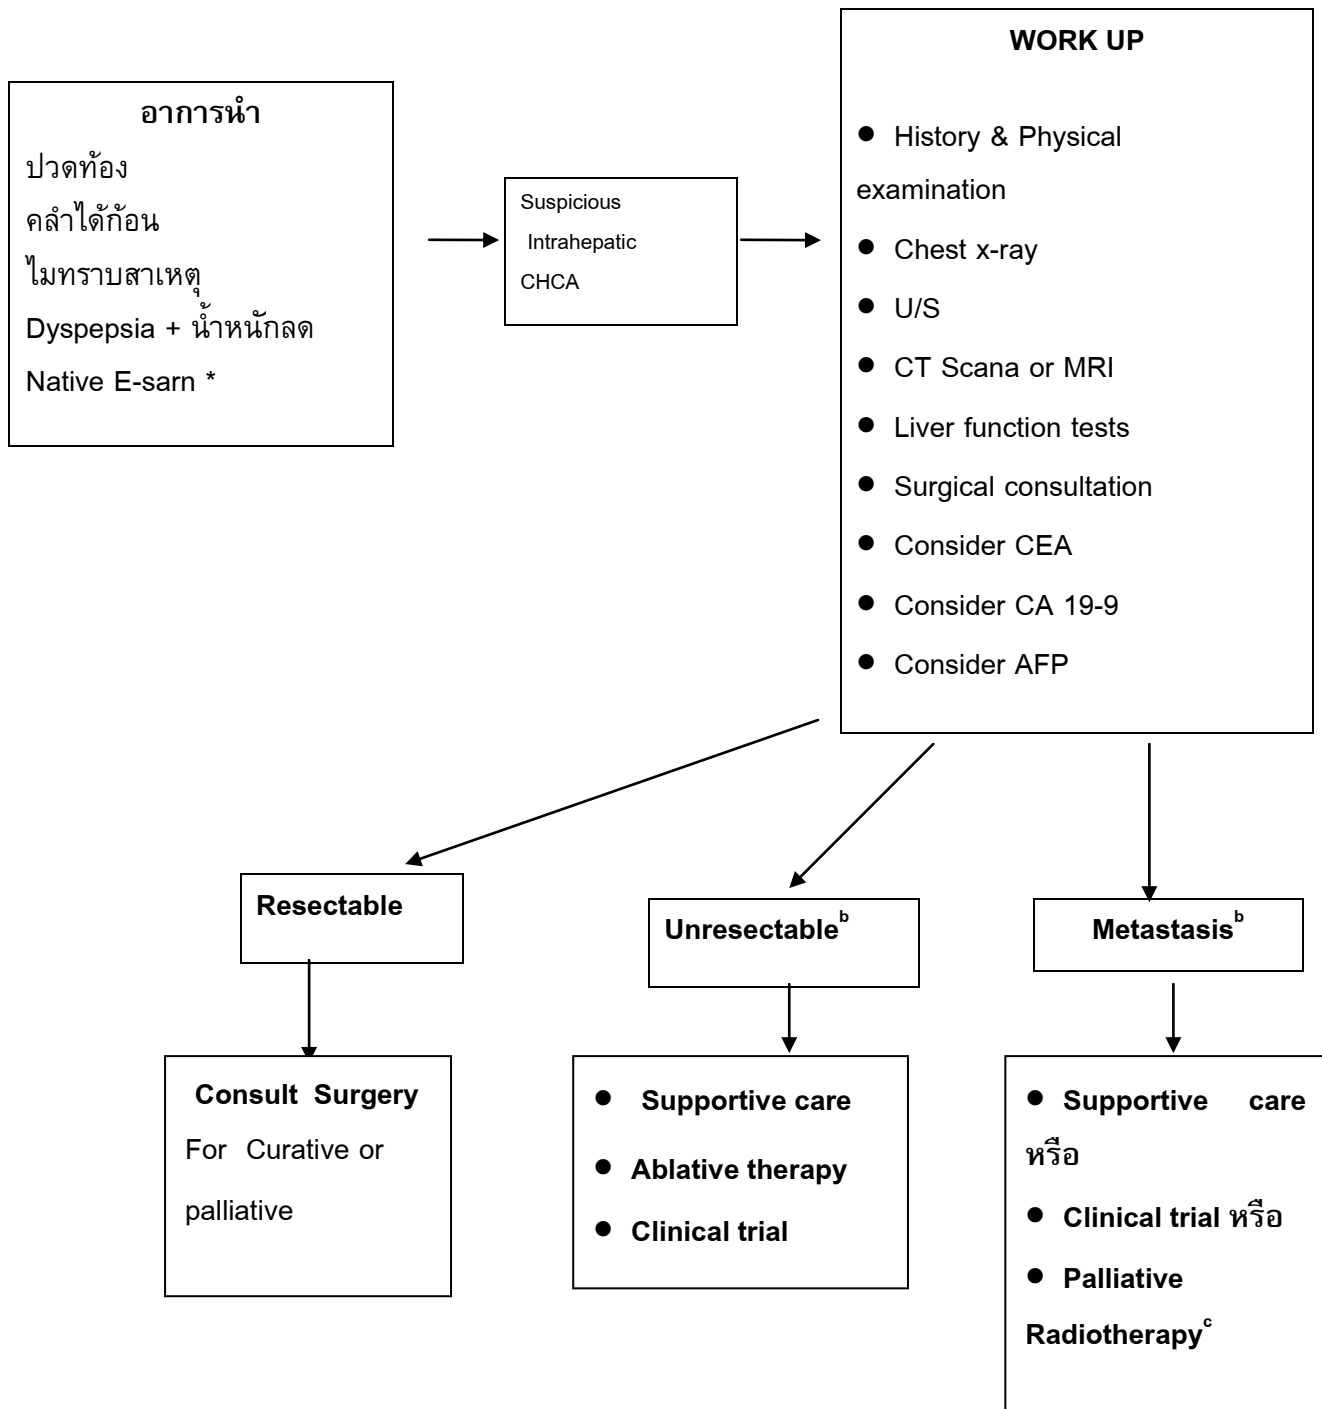 อาการนำ
ปวดท้อง
คลำได้ก้อน
ไมทราบสาเหตุ
Dyspepsia + น้ำหนักลด
Native E-sarn *
Suspicious
Intrahepatic
CHCA
WORK UP
● History & Physical
examination
● Chest x-ray
● U/S
● CT Scana or MRI
● Liver function tests
● Surgical consultation
● Consider CEA
● Consider CA 19-9
● Consider AFP
Resectable
Unresectable^b
Metastasis^b
Consult Surgery
For Curative or
palliative
● Supportive care
● Ablative therapy
● Clinical trial
● Supportive care
หรือ
● Clinical trial หรือ
● Palliative
Radiotherapy^c